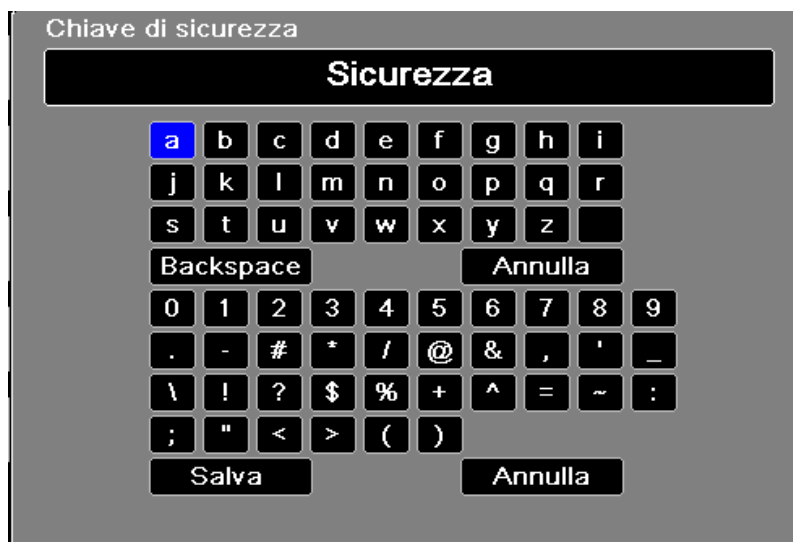 Chiave di sicurezza
Sicurezza
a b c d e f g h i
j k l m n o p q r
s t u v w x y z
Backspace Annulla
0 1 2 3 4 5 6 7 8 9
. - # * / @ & , ' _
\ ! ? $ % + ^ = ~ :
; " < > ( )
Salva Annulla